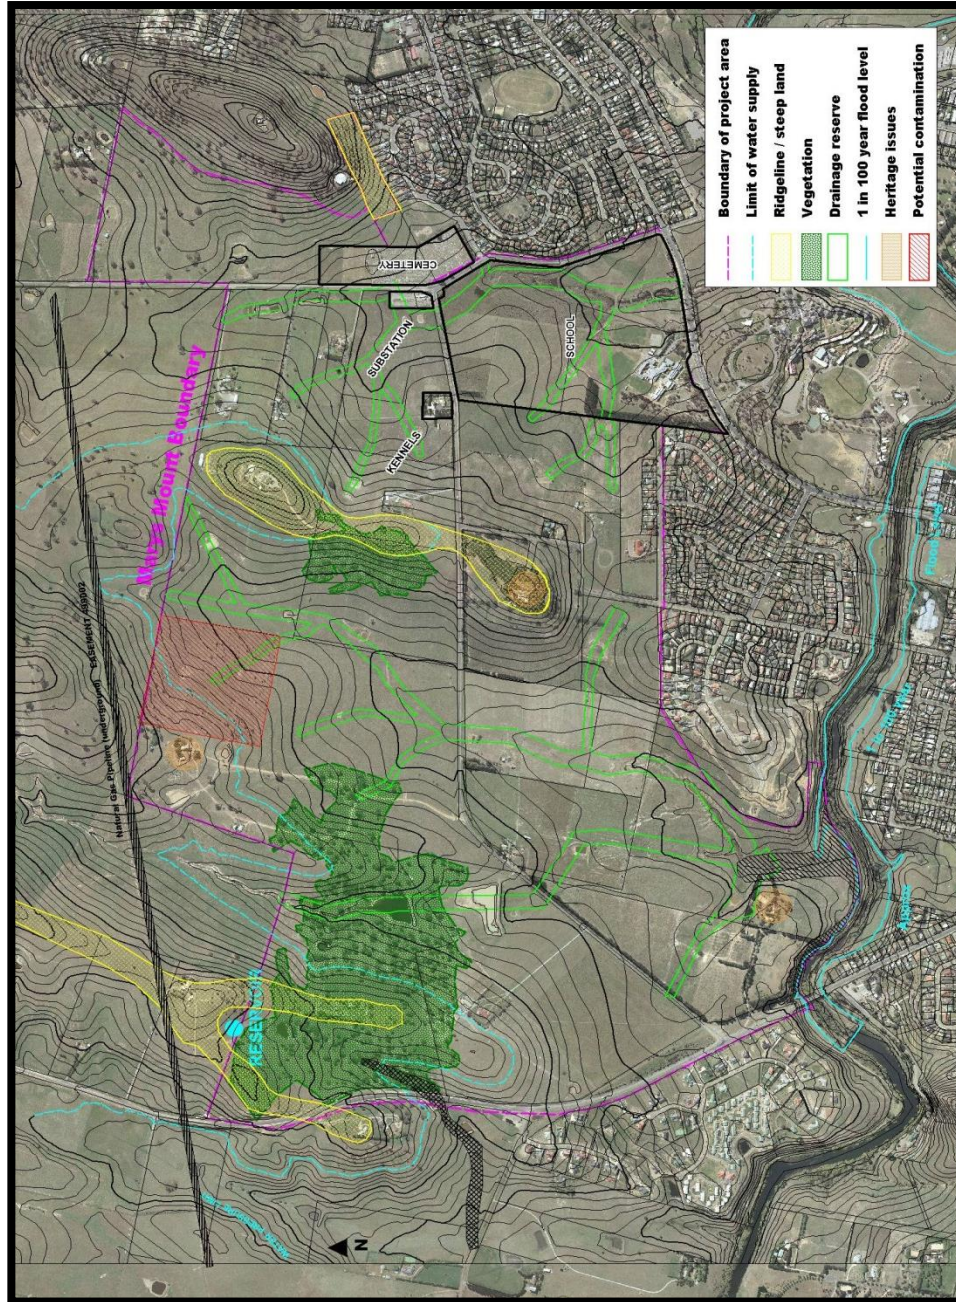 Marys Mount Boundary
Natural Gas Pipeline (underground) EASEMENT
CEMETERY
SUBSTATION
KENNELS
SCHOOL
RESERVOIR
N
Boundary of project area
Limit of water supply
Ridgeline / steep land
Vegetation
Drainage reserve
1 in 100 year flood level
Heritage issues
Potential contamination